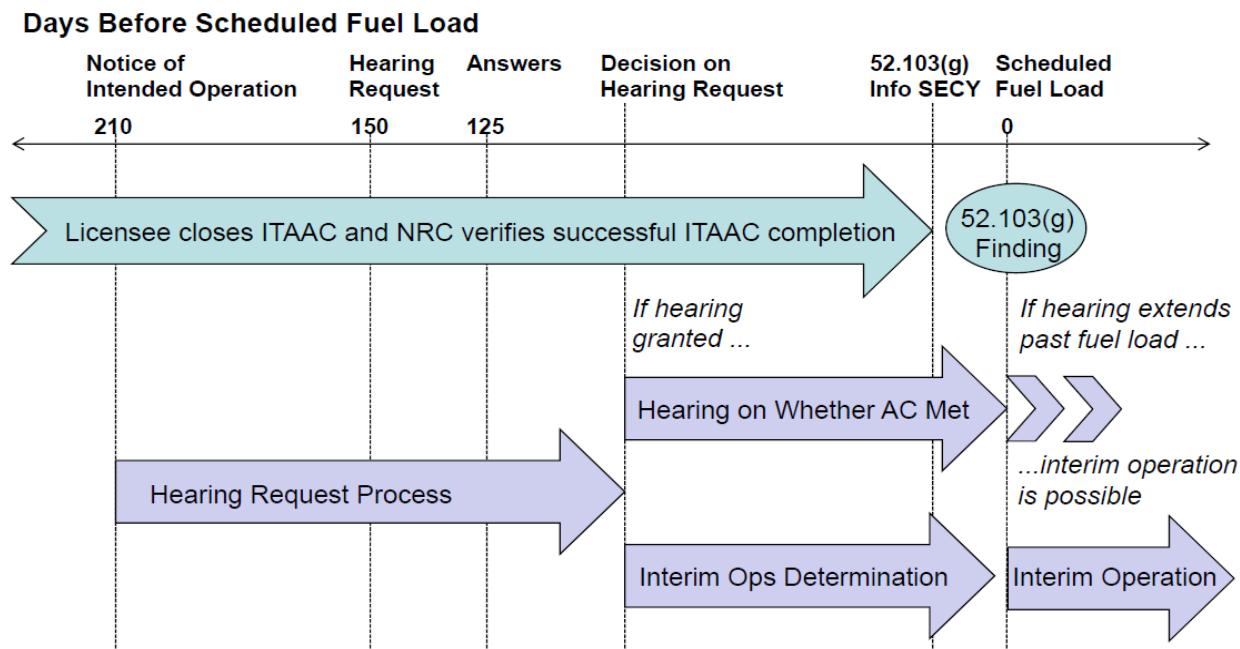 Days Before Scheduled Fuel Load
Notice of
Intended Operation
Hearing
Request
Answers
Decision on
Hearing Request
52.103(g)
Info SECY
Scheduled
Fuel Load
210
150
125
0
Licensee closes ITAAC and NRC verifies successful ITAAC completion
52.103(g)
Finding
If hearing
granted ...
If hearing extends
past fuel load ...
Hearing on Whether AC Met
...interim operation
is possible
Hearing Request Process
Interim Ops Determination
Interim Operation